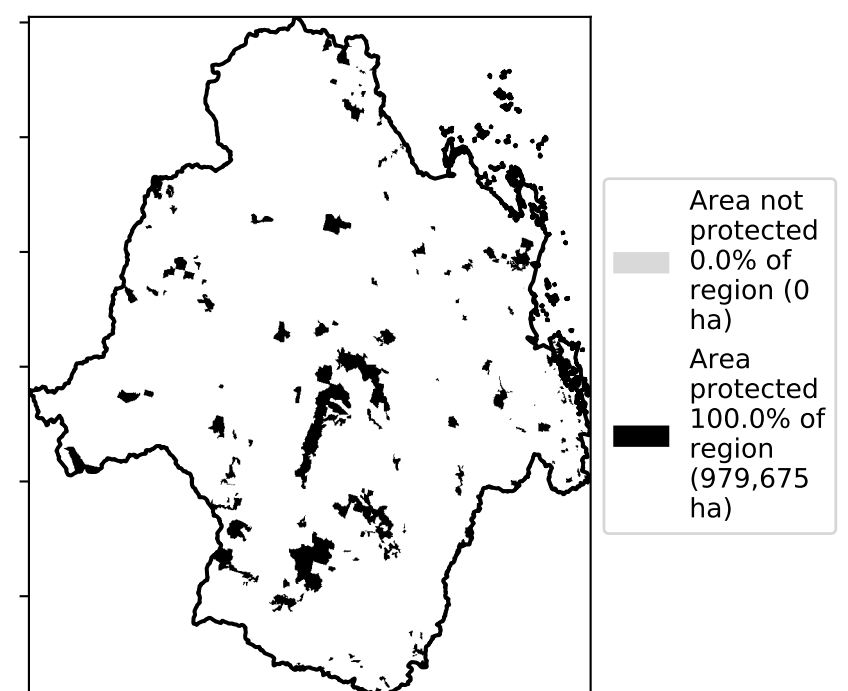 Area not
protected
0.0% of
region (0
ha)
Area
protected
100.0% of
region
(979,675
ha)